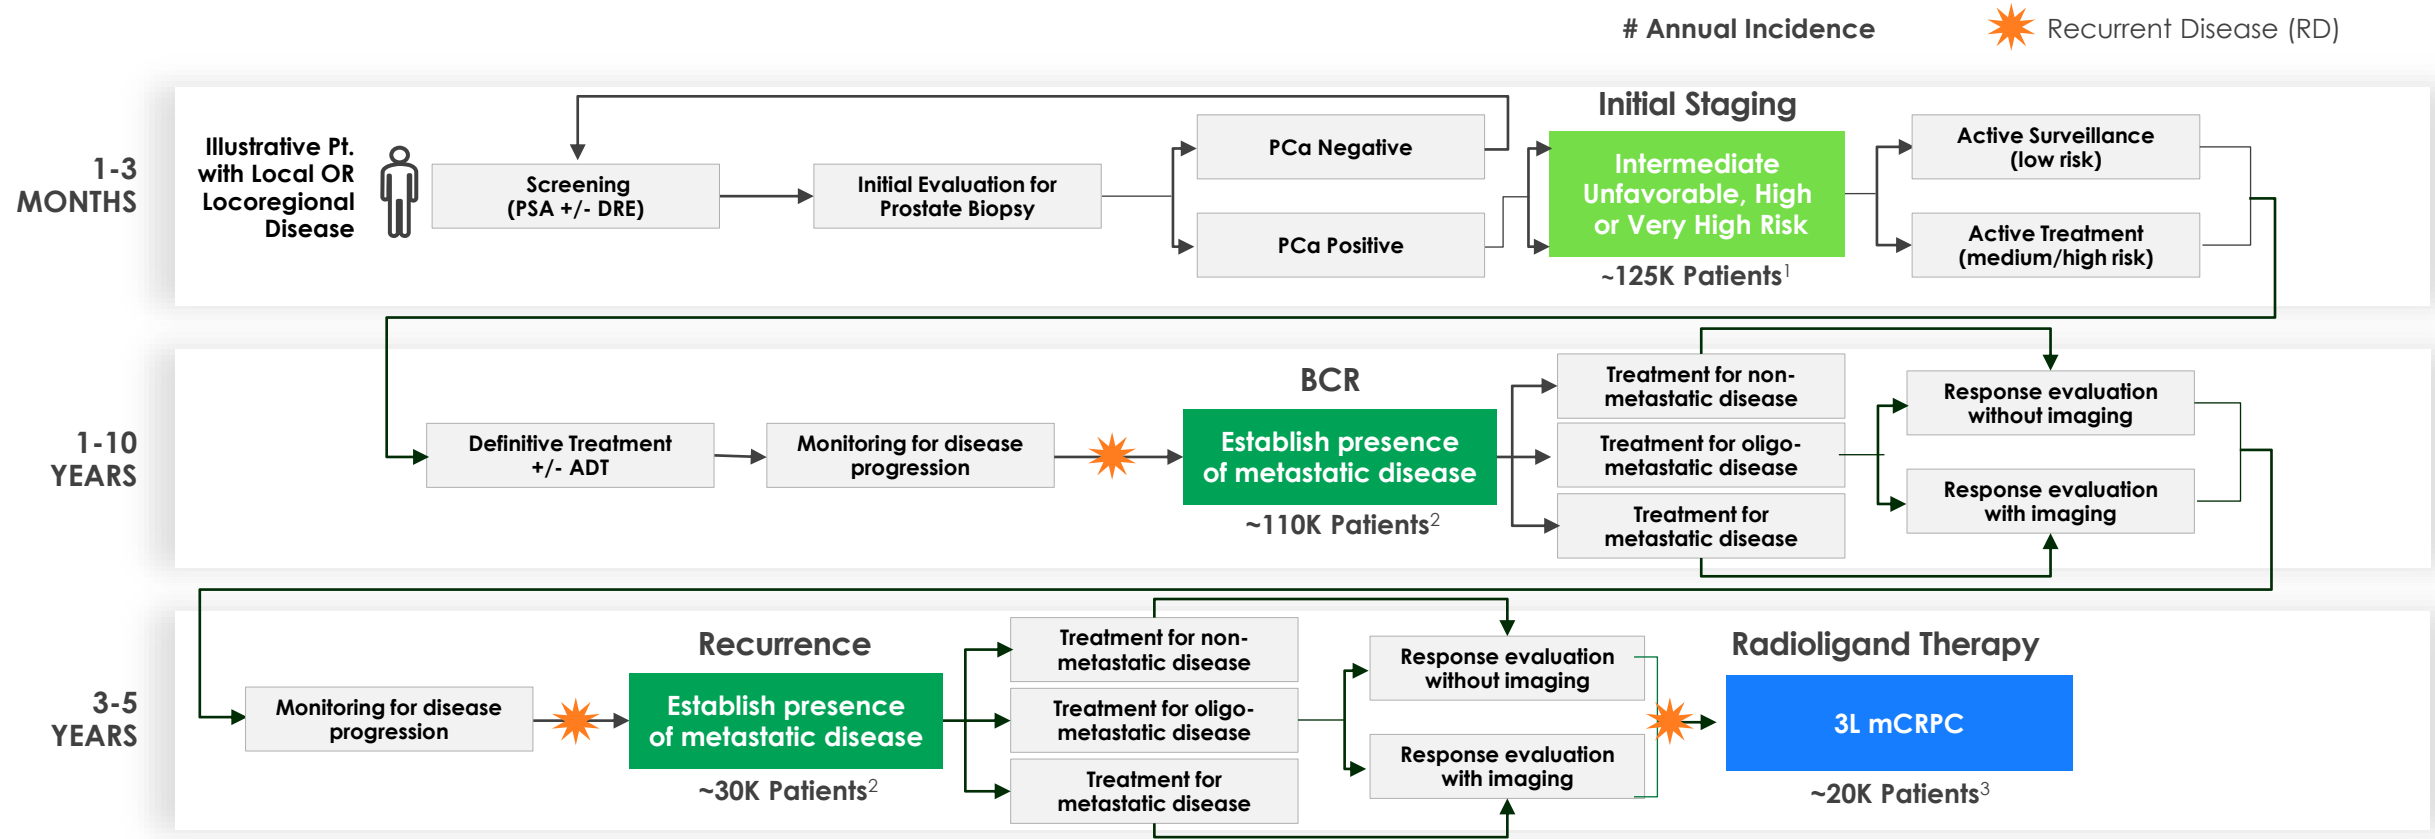 # Annual Incidence
Recurrent Disease (RD)
1-3
MONTHS
Illustrative Pt.
with Local OR
Locoregional
Disease
Screening
(PSA +/- DRE)
Initial Evaluation for
Prostate Biopsy
PCa Negative
PCa Positive
Initial Staging
Intermediate
Unfavorable, High
or Very High Risk
~125K Patients1
Active Surveillance
(low risk)
Active Treatment
(medium/high risk)
1-10
YEARS
Definitive Treatment
+/- ADT
Monitoring for disease
progression
BCR
Establish presence
of metastatic disease
~110K Patients2
Treatment for non-
metastatic disease
Treatment for oligo-
metastatic disease
Treatment for
metastatic disease
Response evaluation
without imaging
Response evaluation
with imaging
3-5
YEARS
Monitoring for disease
progression
Recurrence
Establish presence
of metastatic disease
~30K Patients2
Treatment for non-
metastatic disease
Treatment for oligo-
metastatic disease
Treatment for
metastatic disease
Response evaluation
without imaging
Response evaluation
with imaging
Radioligand Therapy
3L mCRPC
~20K Patients3